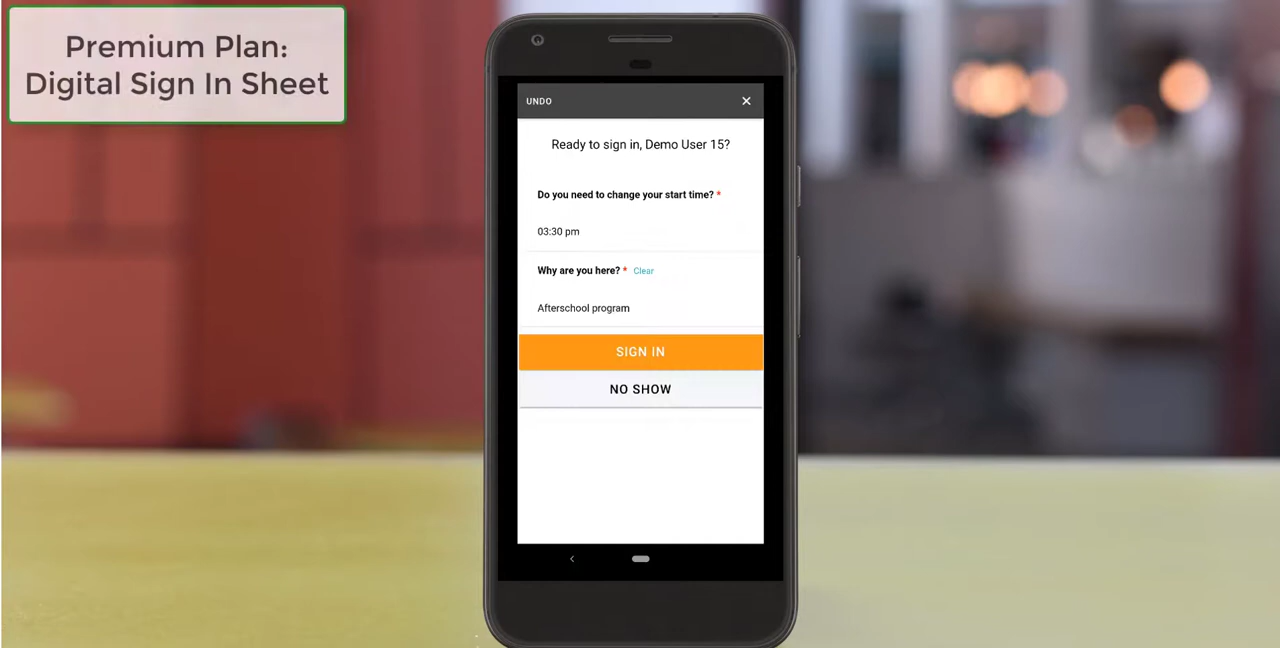 Premium Plan:
Digital Sign In Sheet
UNDO
Ready to sign in, Demo User 15?
Do you need to change your start time? *
03:30 pm
Why are you here? * Clear
Afterschool program
SIGN IN
NO SHOW